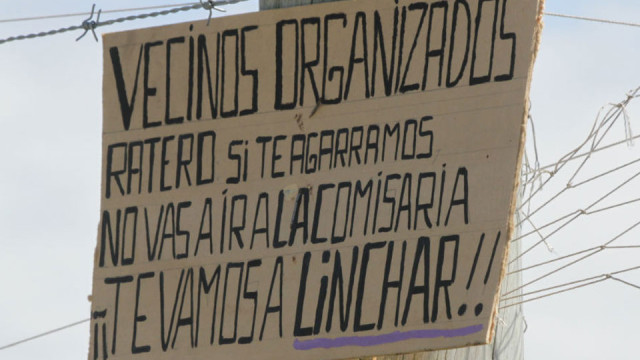 VECINOS ORGANIZADOS
RATERO Si TE AGARRAMOS
NO VAS A iR A LA COMISARIA
¡¡TE VAMOS A LiNCHAR!!